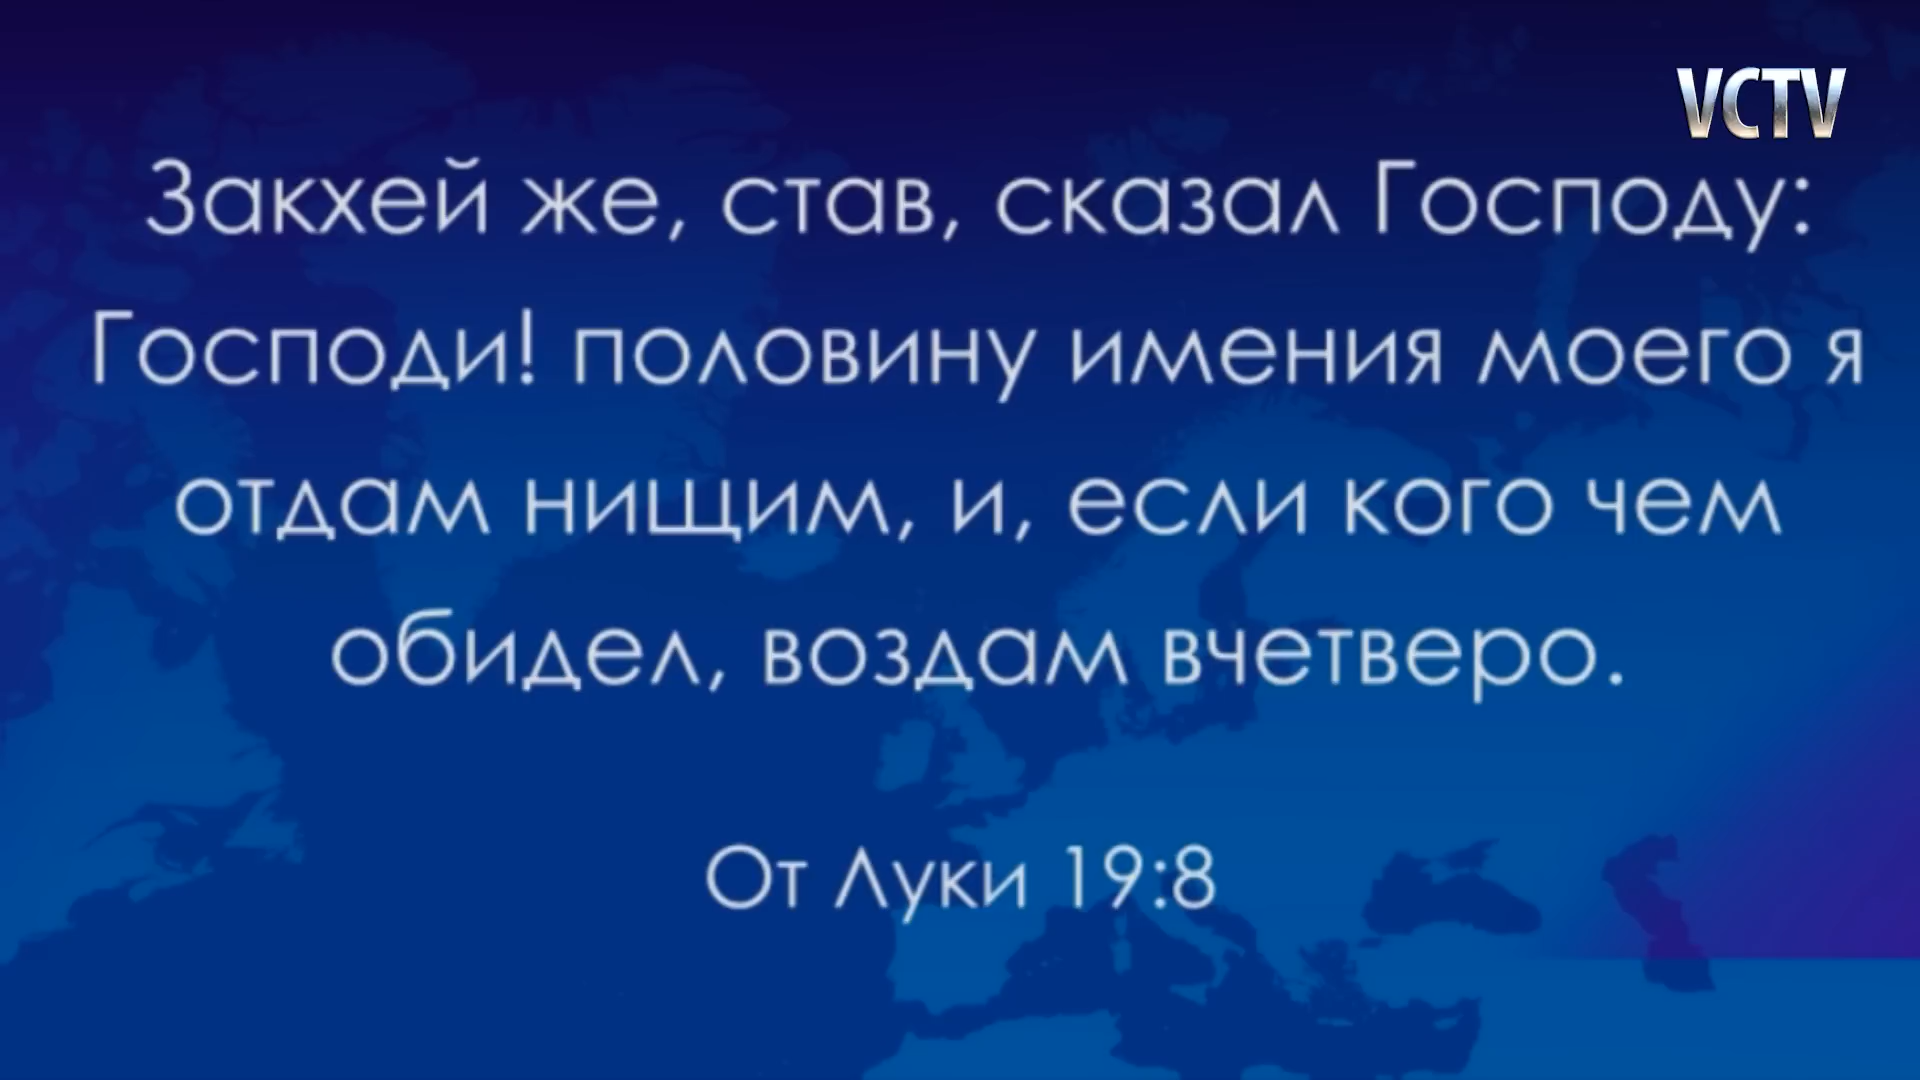 VCTV
Закхей же, став, сказал Господу:
Господи! половину имения моего я
отдам нищим, и, если кого чем
обидел, воздам вчетверо.
От Луки 19:8